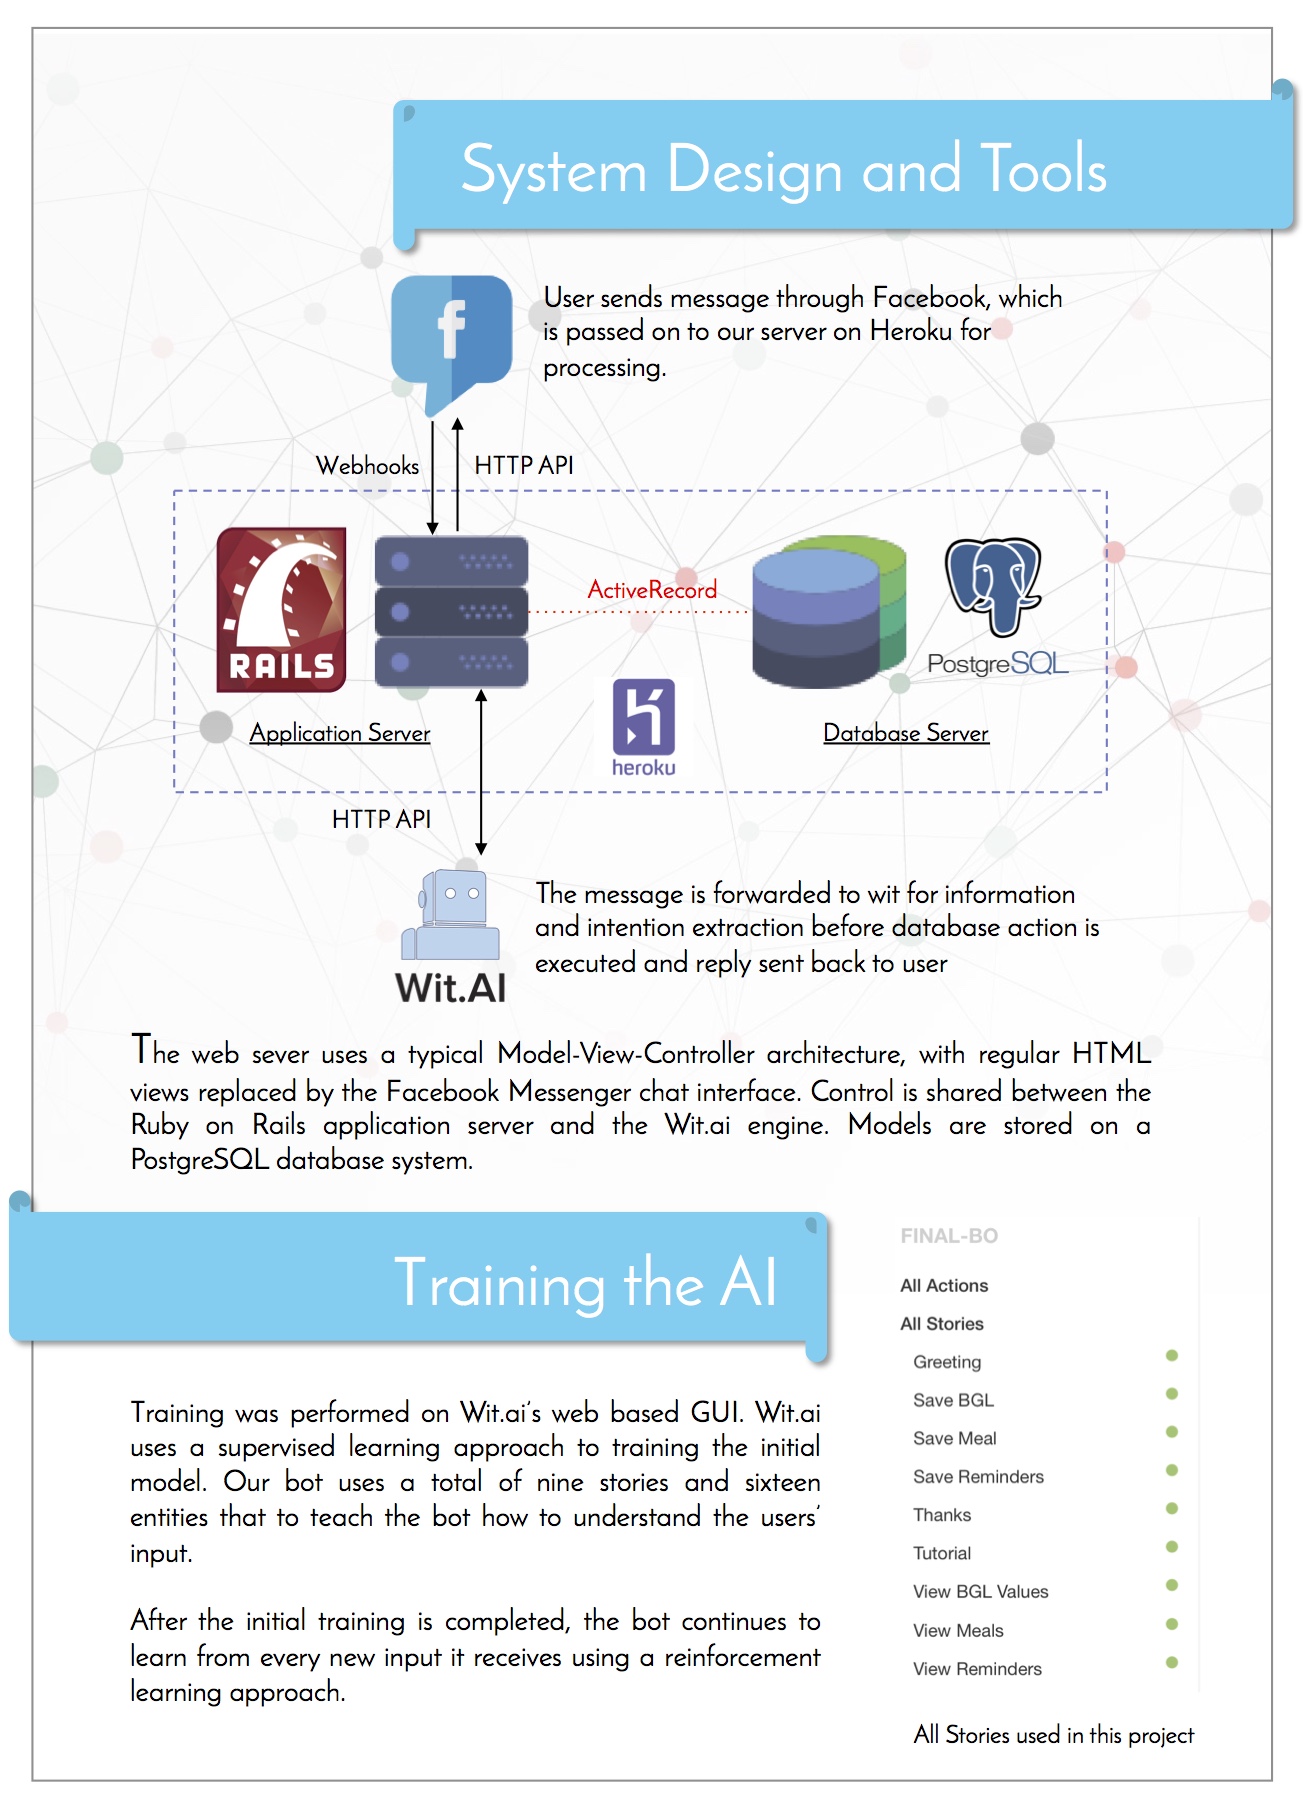 System Design and Tools
User sends message through Facebook, which
is passed on to our server on Heroku for
processing.
Webhooks
HTTP API
RAILS
ActiveRecord
PostgreSQL
Application Server
heroku
Database Server
HTTP API
The message is forwarded to wit for information
and intention extraction before database action is
executed and reply sent back to user
Wit.AI
The web sever uses a typical Model-View-Controller architecture, with regular HTML
views replaced by the Facebook Messenger chat interface. Control is shared between the
Ruby on Rails application server and the Wit.ai engine. Models are stored on a
PostgreSQL database system.
Training the AI
Training was performed on Wit.ai's web based GUI. Wit.ai
uses a supervised learning approach to training the initial
model. Our bot uses a total of nine stories and sixteen
entities that to teach the bot how to understand the users'
input.
After the initial training is completed, the bot continues to
learn from every new input it receives using a reinforcement
learning approach.
FINAL-BO
All Actions
All Stories
Greeting
Save BGL
Save Meal
Save Reminders
Thanks
Tutorial
View BGL Values
View Meals
View Reminders
All Stories used in this project